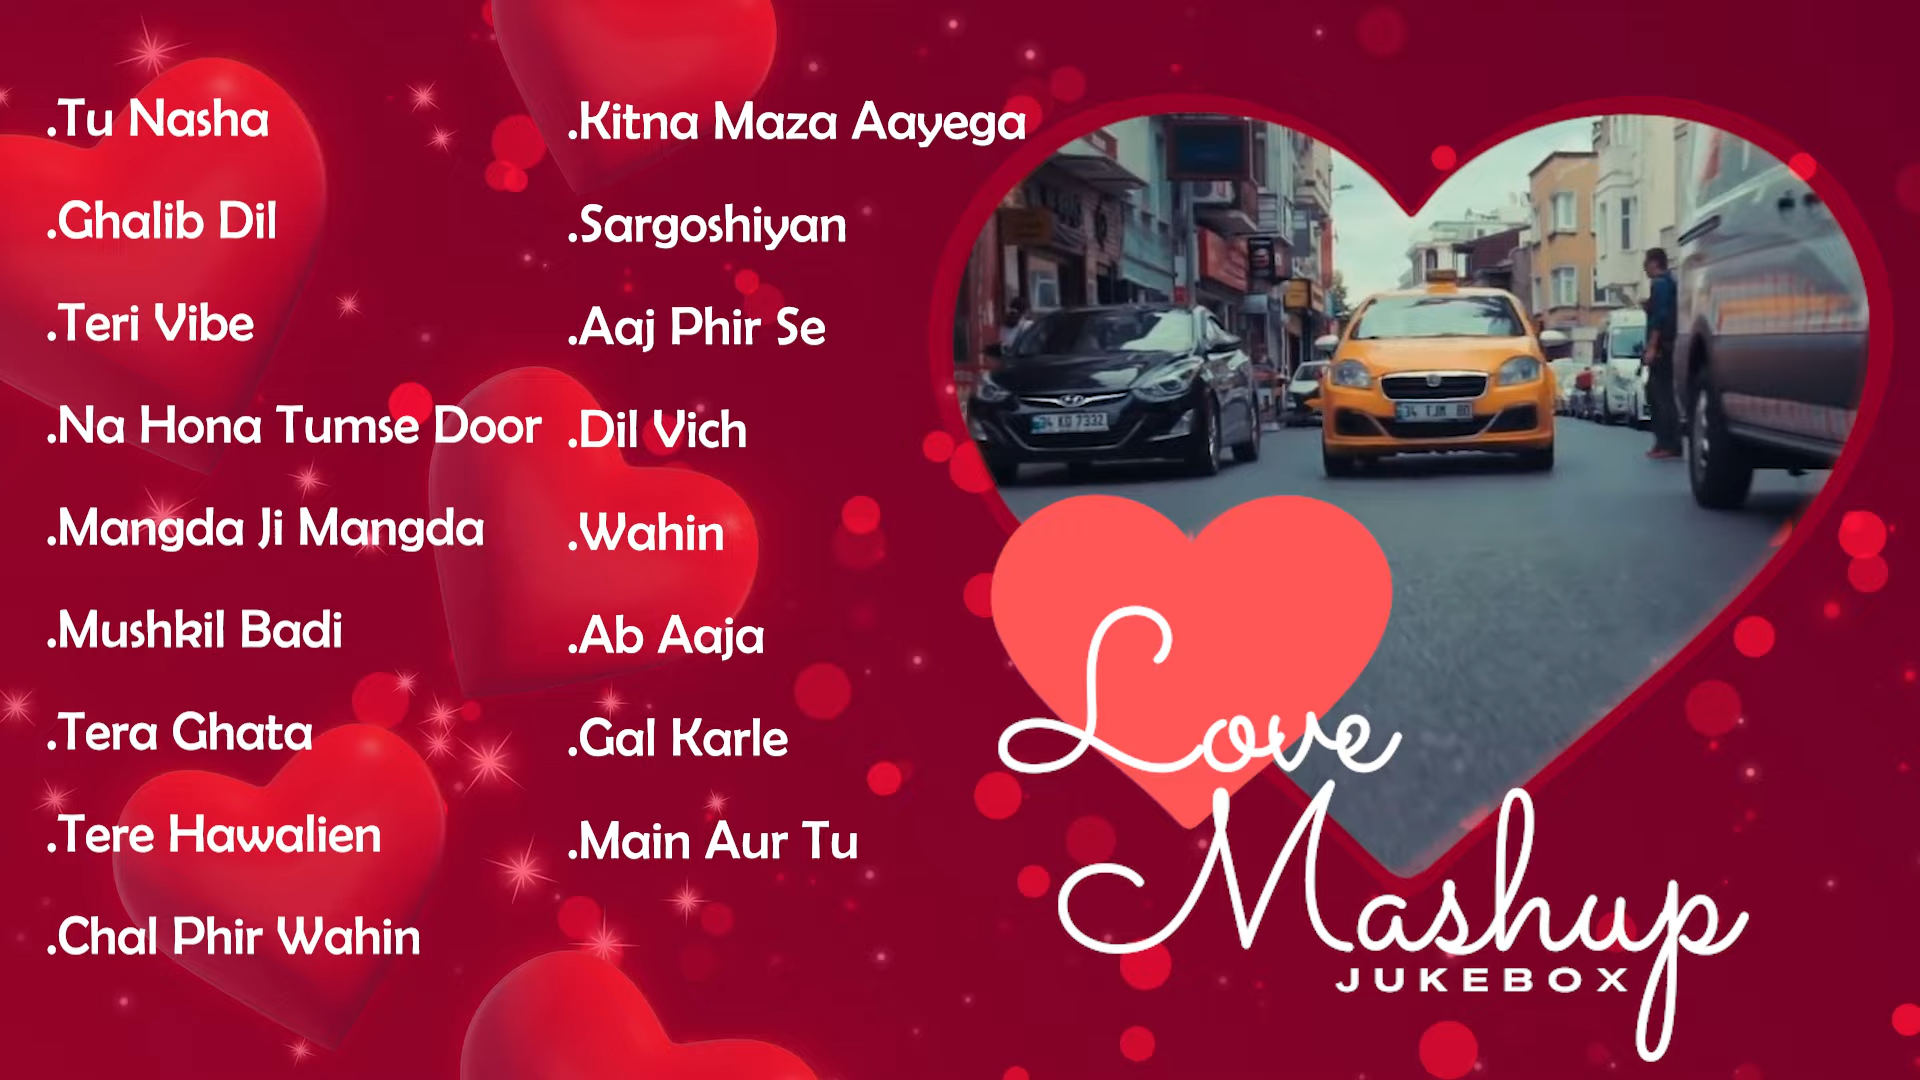 .Tu Nasha
.Ghalib Dil
.Teri Vibe
.Na Hona Tumse Door
.Mangda Ji Mangda
.Mushkil Badi
.Tera Ghata
.Tere Hawalien
.Chal Phir Wahin
.Kitna Maza Aayega
.Sargoshiyan
.Aaj Phir Se
.Dil Vich
.Wahin
.Ab Aaja
.Gal Karle
.Main Aur Tu
Love
Mashup
JUKEBOX